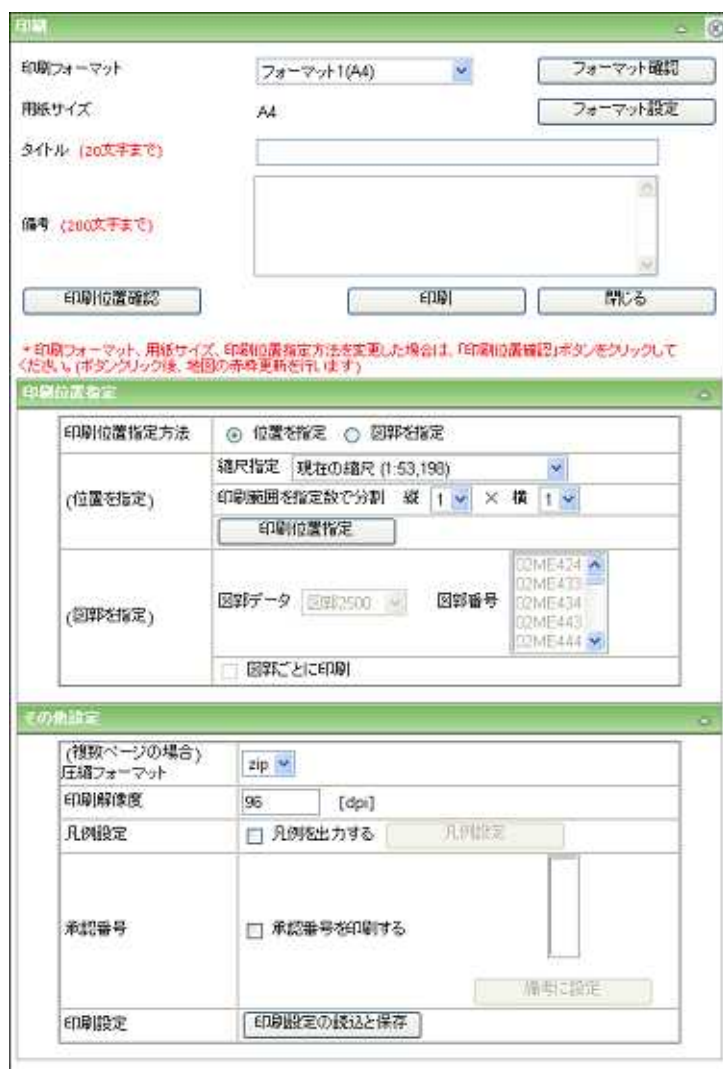 印刷
印刷フォーマット フォーマット1(A4) フォーマット確認
用紙サイズ A4 フォーマット設定
タイトル (20文字まで)
備考 (200文字まで)
印刷位置確認 印刷 閉じる
*印刷フォーマット、用紙サイズ、印刷位置指定方法を変更した場合は、「印刷位置確認」ボタンをクリックして
ください。(ボタンクリック後、地図の赤枠更新を行います)
印刷位置指定
印刷位置指定方法 位置を指定 図郭を指定
(位置を指定) 縮尺指定 現在の縮尺 (1:53,198)
印刷範囲を指定数で分割 縦 1 × 横 1
印刷位置指定
(図郭を指定) 図郭データ 図郭2500 図郭番号 02ME424
02ME433
02ME434
02ME443
02ME444
図郭ごとに印刷
その他設定
(複数ページの場合)
圧縮フォーマット zip
印刷解像度 96 [dpi]
凡例設定 凡例を出力する 凡例設定
承認番号 承認番号を印刷する
備考に設定
印刷設定 印刷設定の読込と保存